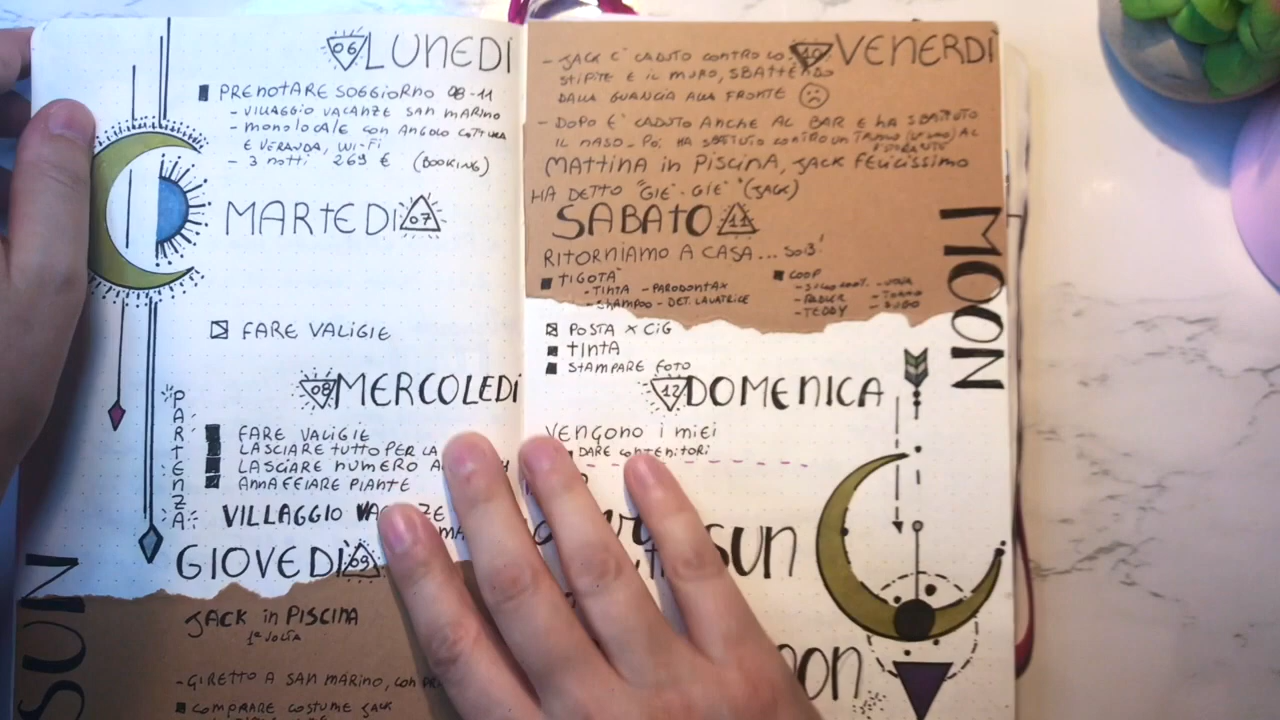 06 LUNEDÌ
PRENOTARE SOGGIORNO 08-11
- VILLAGGIO VACANZE SAN MARINO
- MONOLOCALE CON ANGOLO COTTURA
E VERANDA, WI-FI
- 3 NOTTI 269 € (BOOKING)
MARTEDÌ 07
FARE VALIGIE
08 MERCOLEDÌ
PARTENZA
FARE VALIGIE
LASCIARE TUTTO PER LA
LASCIARE NUMERO A
ANNAFFIARE PIANTE
VILLAGGIO
GIOVEDÌ 09
SUN
JACK IN PISCINA
1ª VOLTA
- GIRETTO A SAN MARINO, CON
COMPRARE COSTUME JACK
10 VENERDÌ
- JACK È CADUTO CONTRO LO
STIPITE E IL MURO, SBATTENDO
DALLA GUANCIA ALLA FRONTE
- DOPO È CADUTO ANCHE AL BAR E HA SBATTUTO
IL NASO. POI HA SBATTUTO CONTRO UN TAVOLO AL
MATTINA IN PISCINA, JACK FELICISSIMO
HA DETTO "GIE-GIE" (JACK)
SABATO 11
RITORNIAMO A CASA... SOB!
TIGOTÀ
- TINTA - PARODONTAX
- SHAMPOO - DET. LAVATRICE
COOP
- PADLER
- TEDDY - SUGO
MOON
POSTA X CIG
TINTA
STAMPARE FOTO
12 DOMENICA
VENGONO I MIEI
DARE CONTENITORI
sun